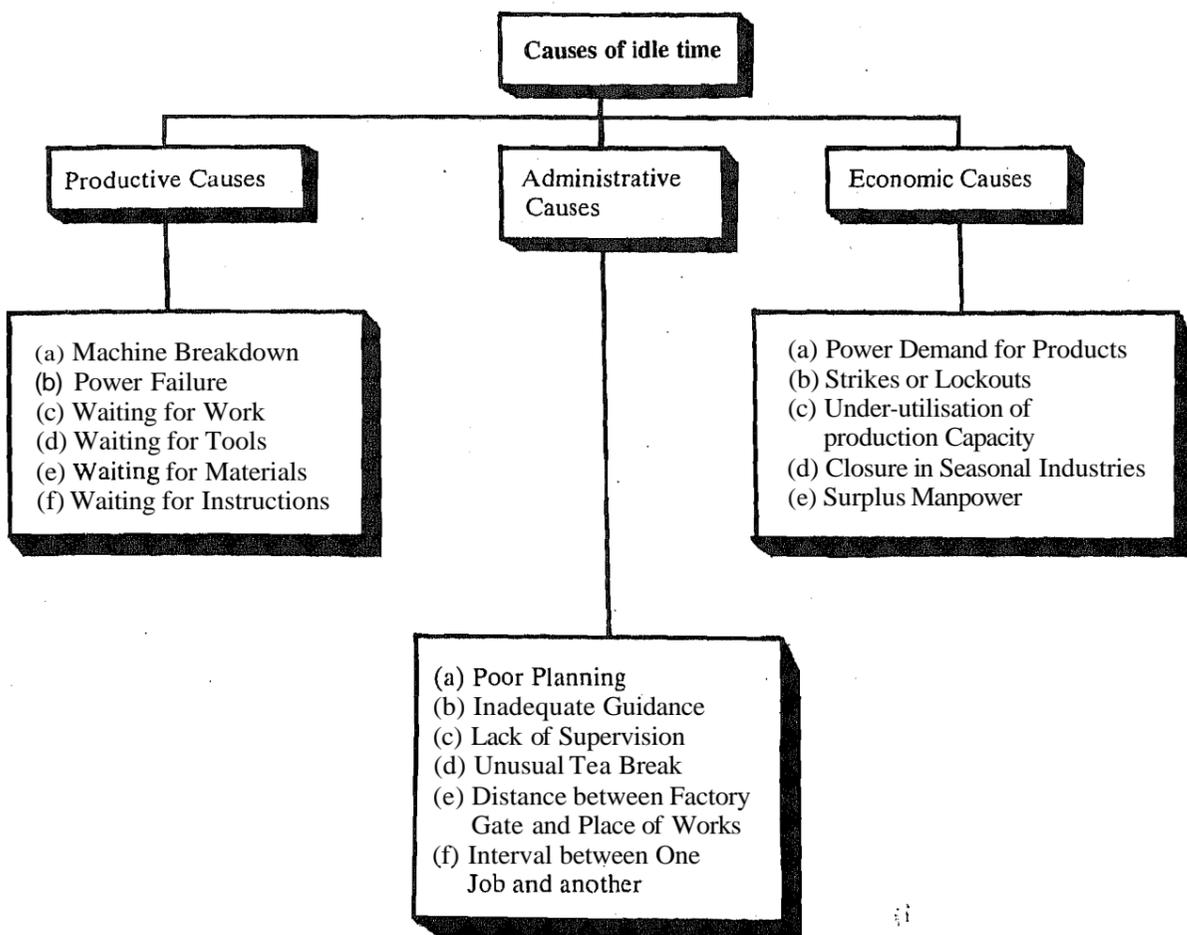 Causes of idle time
Productive Causes
Administrative
Causes
Economic Causes
(a) Machine Breakdown
(b) Power Failure
(c) Waiting for Work
(d) Waiting for Tools
(e) Waiting for Materials
(f) Waiting for Instructions
(a) Power Demand for Products
(b) Strikes or Lockouts
(c) Under-utilisation of
production Capacity
(d) Closure in Seasonal Industries
(e) Surplus Manpower
(a) Poor Planning
(b) Inadequate Guidance
(c) Lack of Supervision
(d) Unusual Tea Break
(e) Distance between Factory
Gate and Place of Works
(f) Interval between One
Job and another